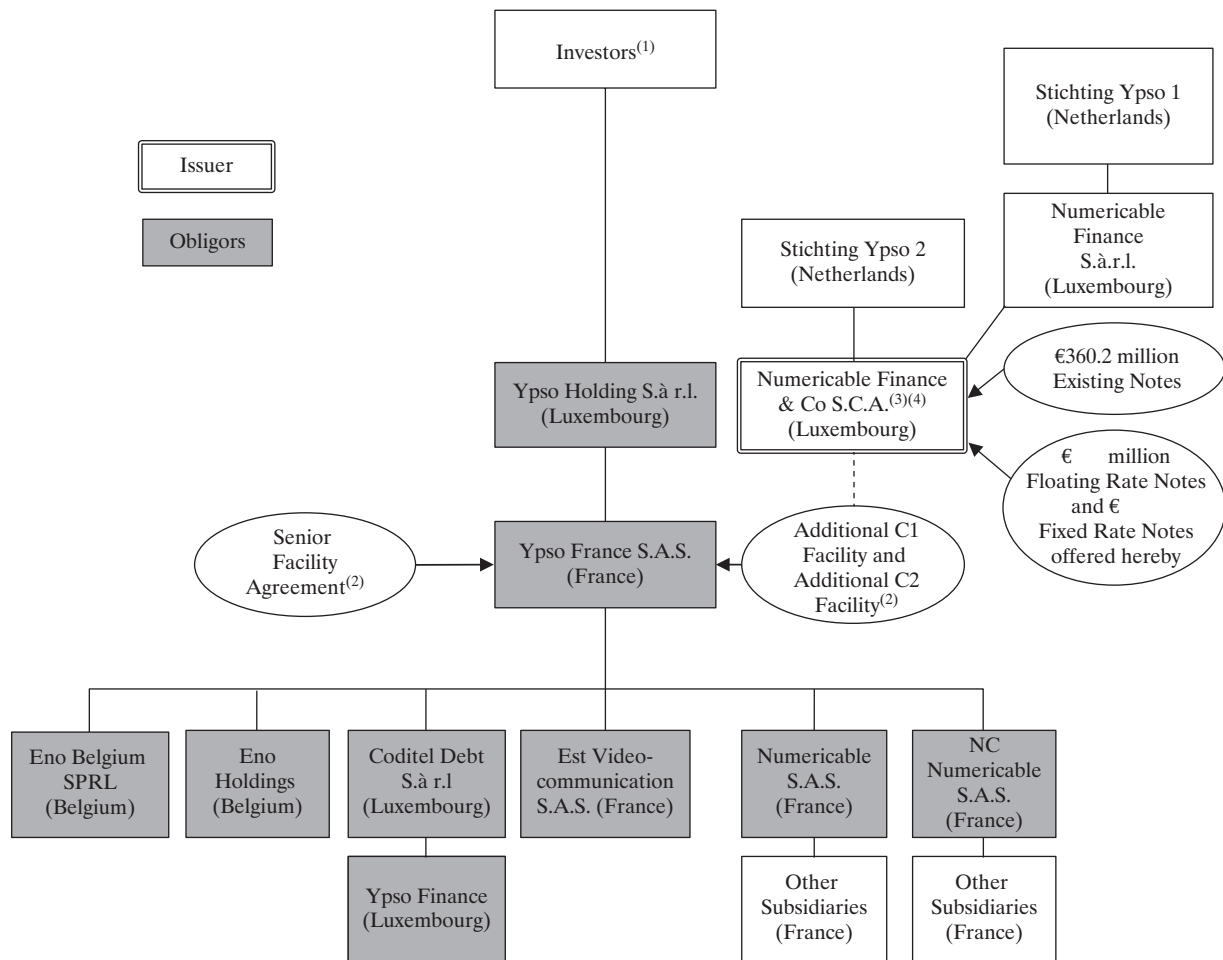 Investors(1)
Stichting Ypso 1
(Netherlands)
Issuer
Obligors
Numericable
Finance
S.à.r.l.
(Luxembourg)
Stichting Ypso 2
(Netherlands)
€360.2 million
Existing Notes
Ypso Holding S.à r.l.
(Luxembourg)
Numericable Finance
& Co S.C.A.(3)(4)
(Luxembourg)
€ million
Floating Rate Notes
and €
Fixed Rate Notes
offered hereby
Senior
Facility
Agreement(2)
Ypso France S.A.S.
(France)
Additional C1
Facility and
Additional C2
Facility(2)
Eno Belgium
SPRL
(Belgium)
Eno
Holdings
(Belgium)
Coditel Debt
S.à r.l
(Luxembourg)
Est Video-
communication
S.A.S. (France)
Numericable
S.A.S.
(France)
NC
Numericable
S.A.S.
(France)
Ypso Finance
(Luxembourg)
Other
Subsidiaries
(France)
Other
Subsidiaries
(France)